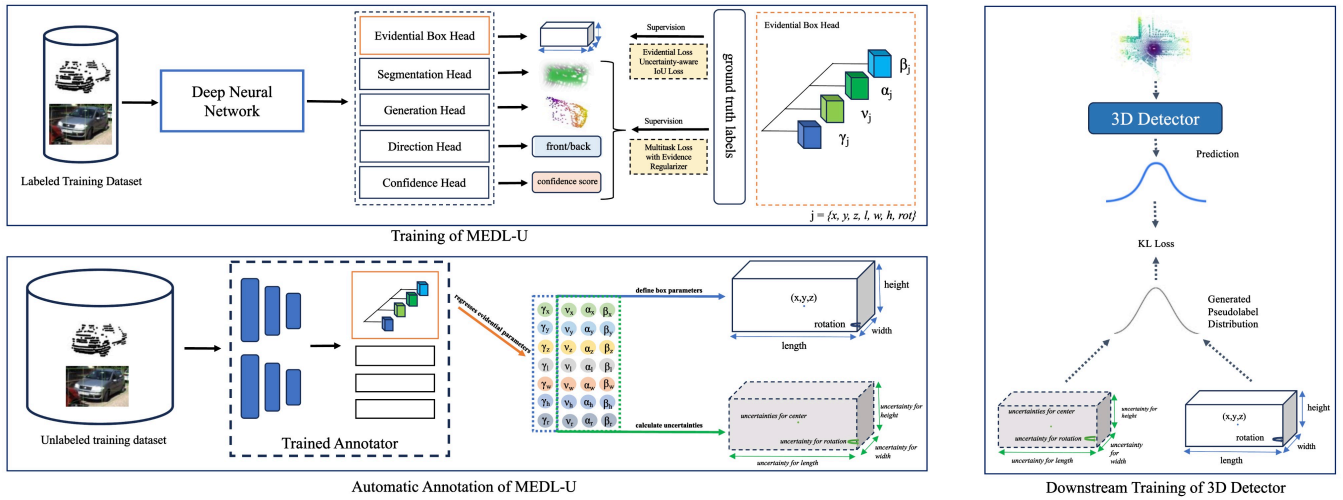 Labeled Training Dataset
Deep Neural
Network
Evidential Box Head
Segmentation Head
Generation Head
Direction Head
Confidence Head
front/back
confidence score
Supervision
Evidential Loss
Uncertainty-aware
IoU Loss
Supervision
Multitask Loss
with Evidence
Regularizer
ground truth labels
Evidential Box Head
βj
αj
νj
γj
j = {x, y, z, l, w, h, rot}
Training of MEDL-U
Unlabeled training dataset
Trained Annotator
regresses evidential parameters
γx νx αx βx
γy νy αy βy
γz νz αz βz
γl νl αl βl
γw νw αw βw
γh νh αh βh
γr νr αr βr
define box parameters
calculate uncertainties
(x,y,z)
rotation
height
width
length
uncertainties for center
uncertainty for rotation
uncertainty for
height
uncertainty for
width
uncertainty for length
Automatic Annotation of MEDL-U
3D Detector
Prediction
KL Loss
Generated
Pseudolabel
Distribution
uncertainties for center
uncertainty for rotation
uncertainty for
height
uncertainty
for
width
uncertainty for length
(x,y,z)
rotation
height
width
length
Downstream Training of 3D Detector